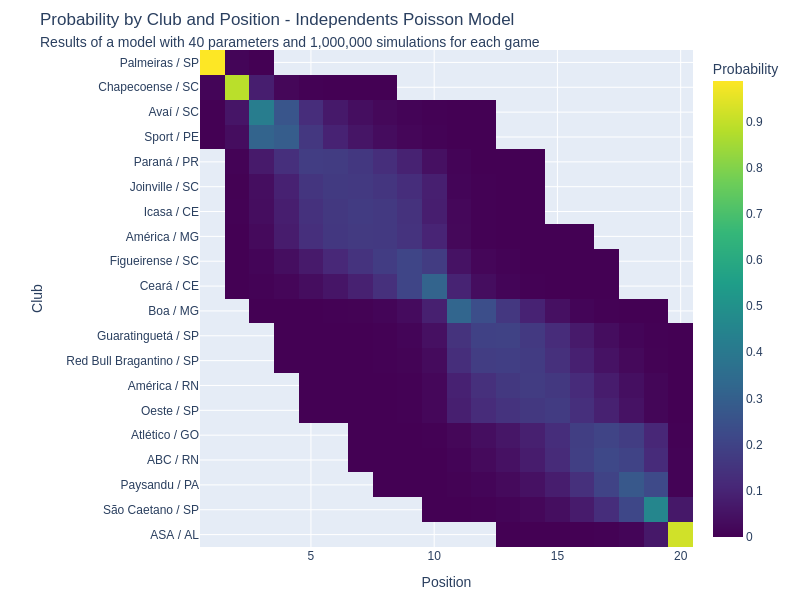 Probability by Club and Position - Independents Poisson Model
Results of a model with 40 parameters and 1,000,000 simulations for each game
Probability
Palmeiras / SP
Chapecoense / SC
Avaí / SC
Sport / PE
Paraná / PR
Joinville / SC
Icasa / CE
América / MG
Figueirense / SC
Ceará / CE
Boa / MG
Guaratinguetá / SP
Red Bull Bragantino / SP
América / RN
Oeste / SP
Atlético / GO
ABC / RN
Paysandu / PA
São Caetano / SP
ASA / AL
Club
0.9
0.8
0.7
0.6
0.5
0.4
0.3
0.2
0.1
0
5
10
15
20
Position